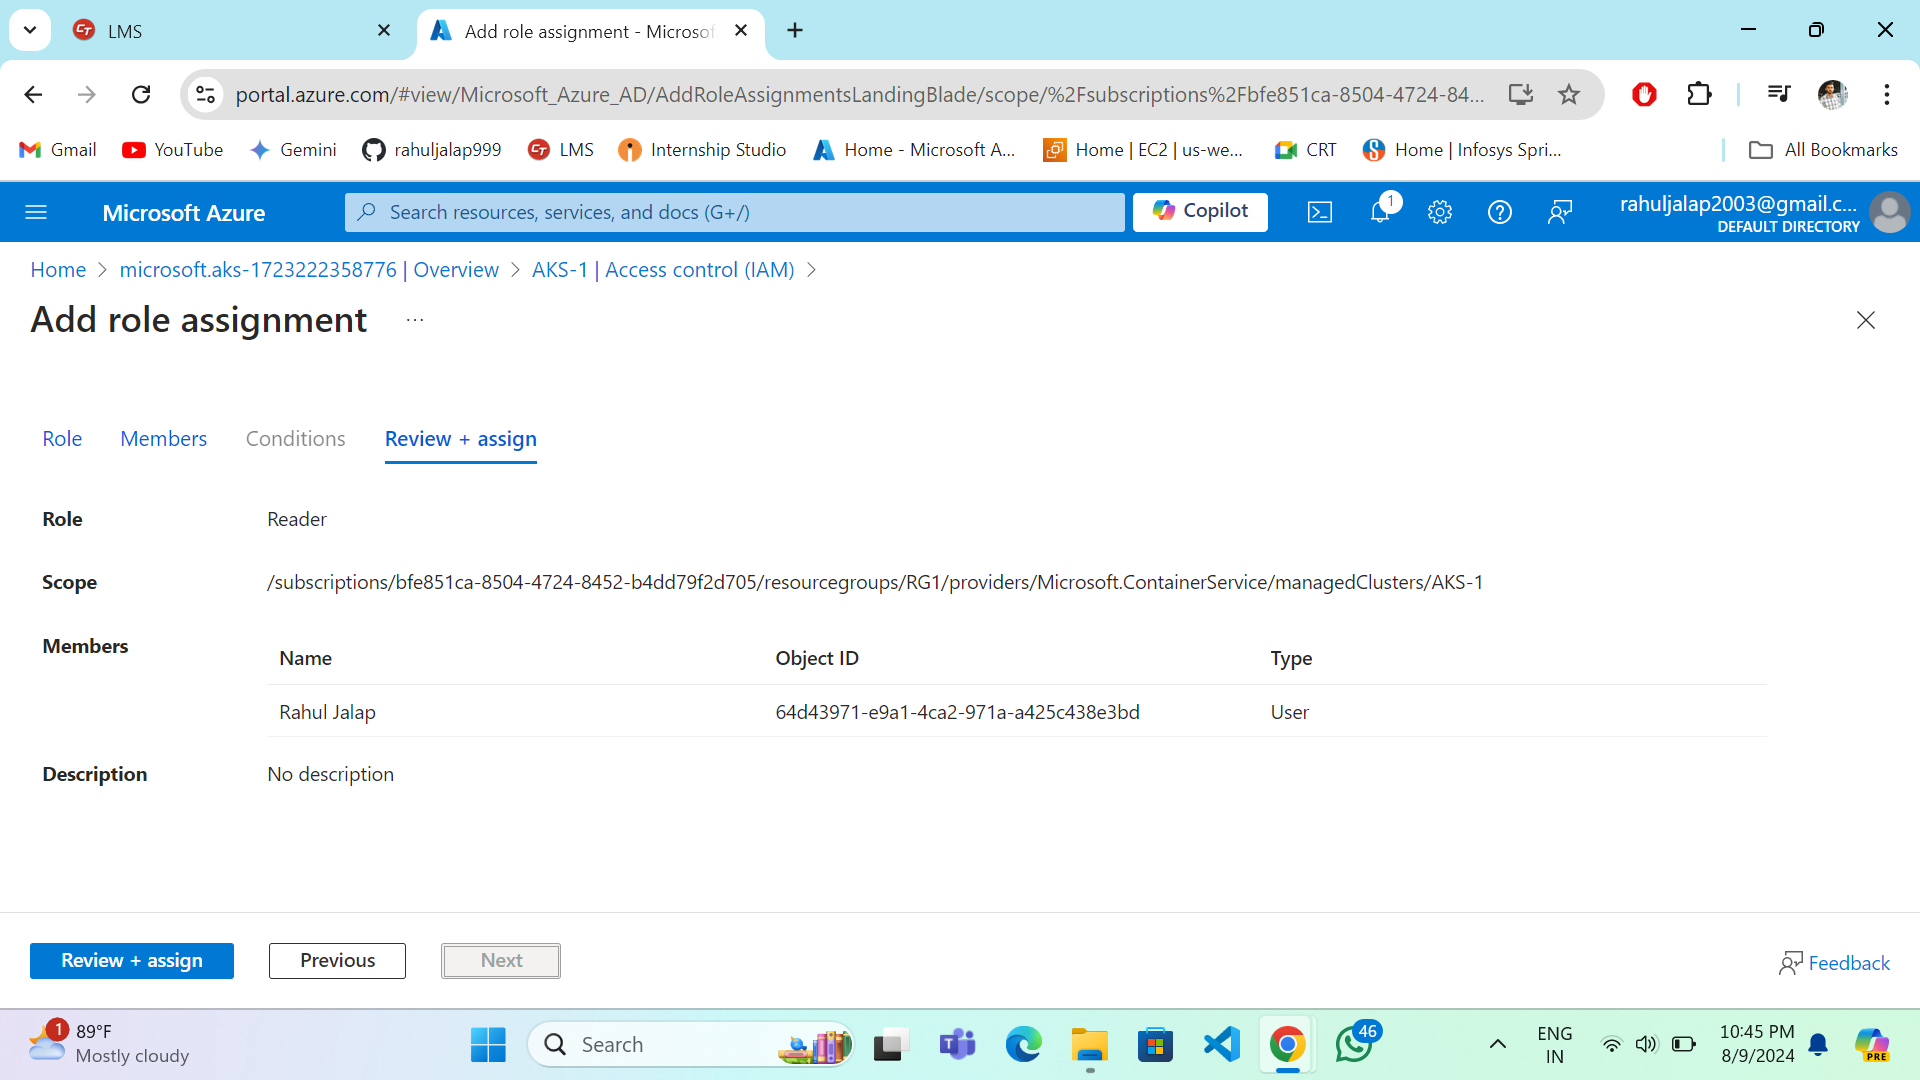 LMS
Add role assignment - Microsof
portal.azure.com/#view/Microsoft_Azure_AD/AddRoleAssignmentsLandingBlade/scope/%2Fsubscriptions%2Fbfe851ca-8504-4724-84...
Gmail YouTube Gemini rahuljalap999 LMS Internship Studio Home - Microsoft A... Home | EC2 | us-we... CRT Home | Infosys Spri... All Bookmarks
Microsoft Azure
Search resources, services, and docs (G+/)
Copilot
1
rahuljalap2003@gmail.c...
DEFAULT DIRECTORY
Home > microsoft.aks-1723222358776 | Overview > AKS-1 | Access control (IAM) >
Add role assignment ...
Role Members Conditions Review + assign
Role Reader
Scope /subscriptions/bfe851ca-8504-4724-8452-b4dd79f2d705/resourcegroups/RG1/providers/Microsoft.ContainerService/managedClusters/AKS-1
Members
Name Object ID Type
Rahul Jalap 64d43971-e9a1-4ca2-971a-a425c438e3bd User
Description No description
Review + assign Previous Next
Feedback
1
89°F
Mostly cloudy
Search
46
ENG
IN
10:45 PM
8/9/2024
PRE